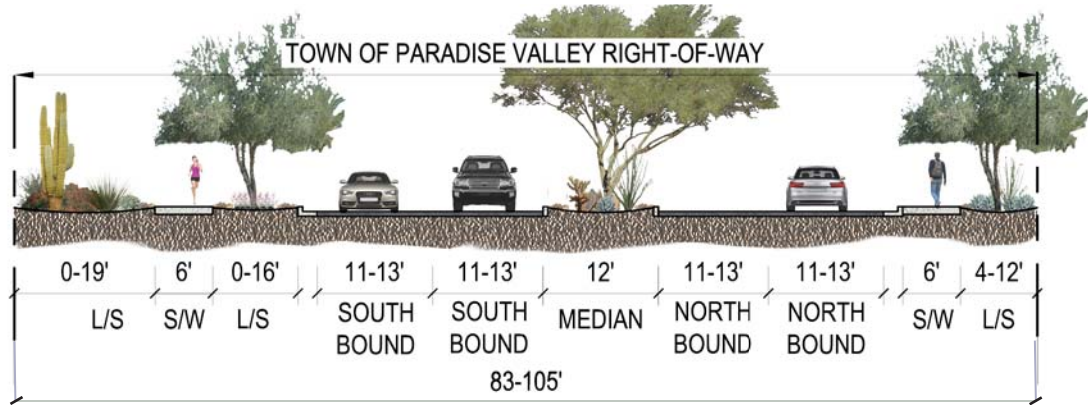 TOWN OF PARADISE VALLEY RIGHT-OF-WAY
0-19' 6' 0-16' 11-13' 11-13' 12' 11-13' 11-13' 6' 4-12'
L/S S/W L/S SOUTH BOUND SOUTH BOUND MEDIAN NORTH BOUND NORTH BOUND S/W L/S
83-105'